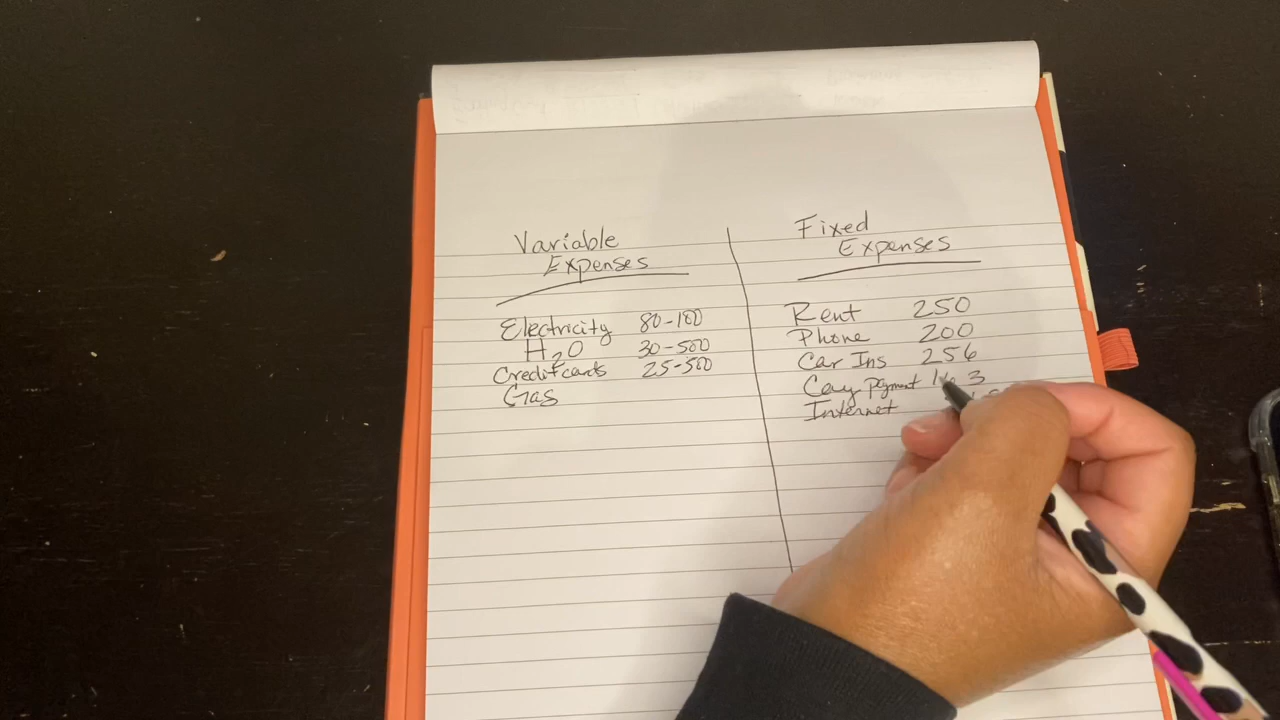 Variable
Expenses
Electricity 80-100
H2O 30-500
Creditcards 25-500
Gas
Fixed
Expenses
Rent 250
Phone 200
Car Ins 256
Payment
Internet